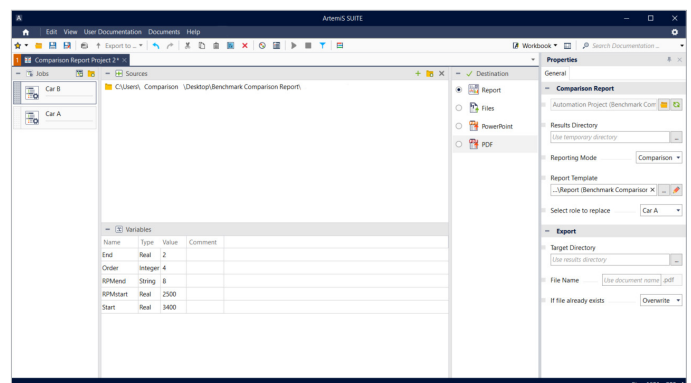 ArtemiS SUITE
Edit View User Documentation Documents Help
Export to ... Workbook Search Documentation ...
1 Comparison Report Project 2* ×
Jobs
Car B
Car A
Sources
C:\Users\ Comparison \Desktop\Benchmark Comparison Report\
Variables
Name Type Value Comment
End Real 2
Order Integer 4
RPMend String 8
RPMstart Real 2500
Start Real 3400
Destination
Report
Files
PowerPoint
PDF
Properties
General
Comparison Report
Automation Project (Benchmark Com
Results Directory
Use temporary directory ...
Reporting Mode Comparison
Report Template
...\Report (Benchmark Comparisor × ...
Select role to replace Car A
Export
Target Directory
Use results directory ...
File Name Use document name .pdf
If file already exists Overwrite